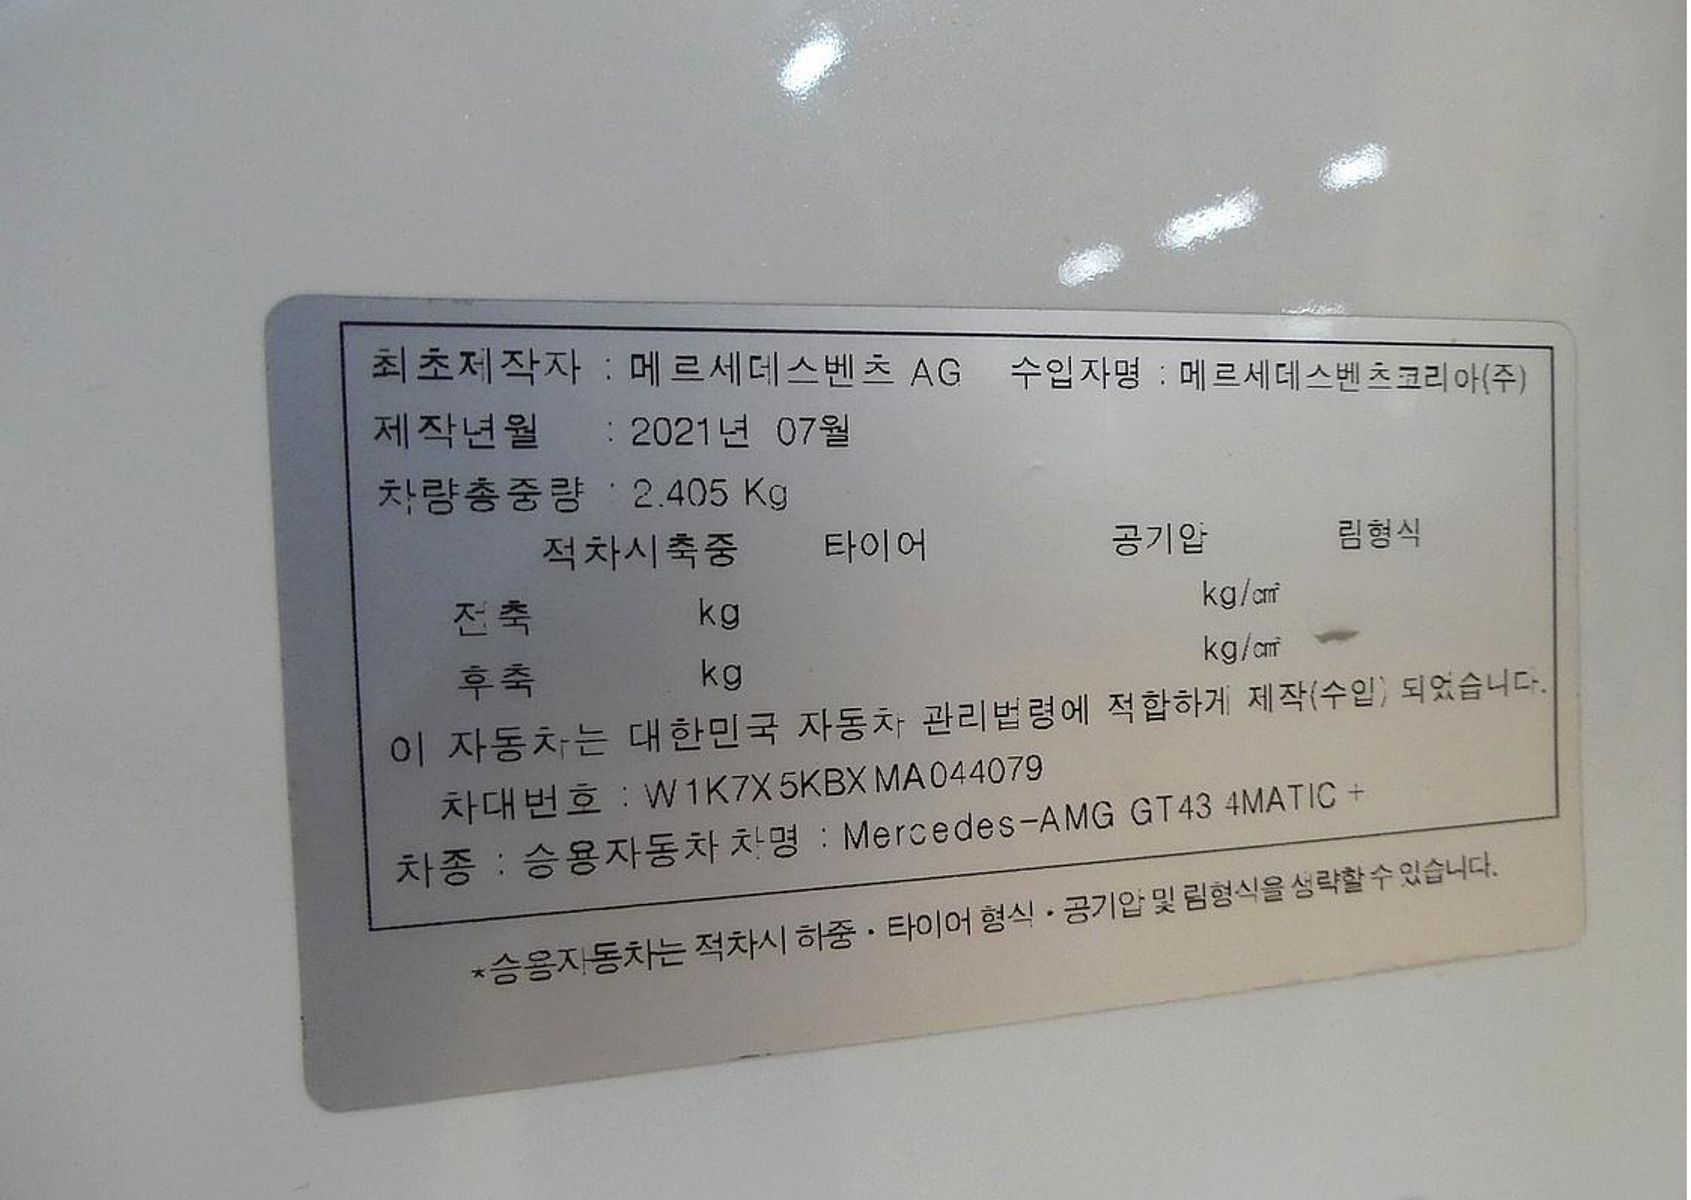 최초제작자 : 메르세데스벤츠 AG 수입자명 : 메르세데스벤츠코리아(주)
제작년월 : 2021년 07월
차량총중량 : 2.405 Kg
적차시축중 타이어 공기압 림형식
전축 kg kg/㎠
후축 kg kg/㎠
이 자동차는 대한민국 자동차 관리법령에 적합하게 제작(수입) 되었습니다.
차대번호 : W1K7X5KBXMA044079
차종 : 승용자동차 차명 : Mercedes-AMG GT43 4MATIC +
*승용자동차는 적차시 하중·타이어 형식·공기압 및 림형식을 생략할 수 있습니다.